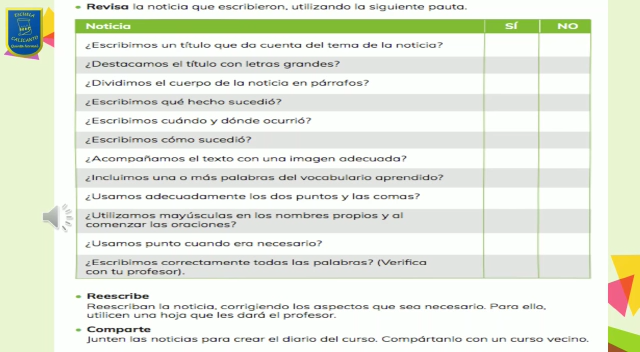 ESCUELA
CALICANTO
• Revisa la noticia que escribieron, utilizando la siguiente pauta.
Noticia SÍ NO
¿Escribimos un título que da cuenta del tema de la noticia?
¿Destacamos el título con letras grandes?
¿Dividimos el cuerpo de la noticia en párrafos?
¿Escribimos qué hecho sucedió?
¿Escribimos cuándo y dónde ocurrió?
¿Escribimos cómo sucedió?
¿Acompañamos el texto con una imagen adecuada?
¿Incluimos una o más palabras del vocabulario aprendido?
¿Usamos adecuadamente los dos puntos y las comas?
¿Utilizamos mayúsculas en los nombres propios y al
comenzar las oraciones?
¿Usamos punto cuando era necesario?
¿Escribimos correctamente todas las palabras? (Verifica
con tu profesor).
• Reescribe
Reescriban la noticia, corrigiendo los aspectos que sea necesario. Para ello,
utilicen una hoja que les dará el profesor.
• Comparte
Junten las noticias para crear el diario del curso. Compártanlo con un curso vecino.